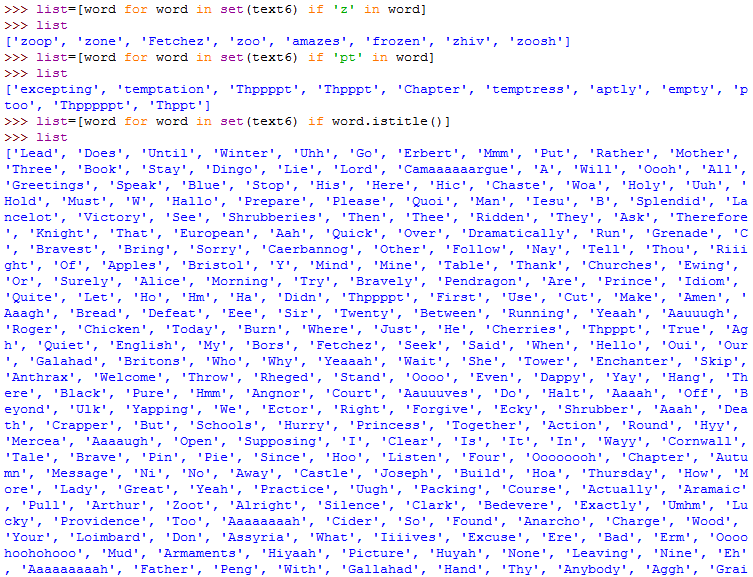 >>> list=[word for word in set(text6) if 'z' in word]
>>> list
['zoop', 'zone', 'Fetchez', 'zoo', 'amazes', 'frozen', 'zhiv', 'zoosh']
>>> list=[word for word in set(text6) if 'pt' in word]
>>> list
['excepting', 'temptation', 'Thppppt', 'Thpppt', 'Chapter', 'temptress', 'aptly', 'empty', 'p
too', 'Thpppppt', 'Thppt']
>>> list=[word for word in set(text6) if word.istitle()]
>>> list
['Lead', 'Does', 'Until', 'Winter', 'Uhh', 'Go', 'Erbert', 'Mmm', 'Put', 'Rather', 'Mother',
'Three', 'Book', 'Stay', 'Dingo', 'Lie', 'Lord', 'Camaaaaaargue', 'A', 'Will', 'Oooh', 'All',
'Greetings', 'Speak', 'Blue', 'Stop', 'His', 'Here', 'Hic', 'Chaste', 'Woa', 'Holy', 'Uuh', '
Hold', 'Must', 'W', 'Hallo', 'Prepare', 'Please', 'Quoi', 'Man', 'Iesu', 'B', 'Splendid', 'La
ncelot', 'Victory', 'See', 'Shrubberies', 'Then', 'Thee', 'Ridden', 'They', 'Ask', 'Therefore
', 'Knight', 'That', 'European', 'Aah', 'Quick', 'Over', 'Dramatically', 'Run', 'Grenade', 'C
', 'Bravest', 'Bring', 'Sorry', 'Caerbannog', 'Other', 'Follow', 'Nay', 'Tell', 'Thou', 'Riii
ght', 'Of', 'Apples', 'Bristol', 'Y', 'Mind', 'Mine', 'Table', 'Thank', 'Churches', 'Ewing',
'Or', 'Surely', 'Alice', 'Morning', 'Try', 'Bravely', 'Pendragon', 'Are', 'Prince', 'Idiom',
'Quite', 'Let', 'Ho', 'Hm', 'Ha', 'Didn', 'Thppppt', 'First', 'Use', 'Cut', 'Make', 'Amen', '
Aaagh', 'Bread', 'Defeat', 'Eee', 'Sir', 'Twenty', 'Between', 'Running', 'Yeaah', 'Aauuugh',
'Roger', 'Chicken', 'Today', 'Burn', 'Where', 'Just', 'He', 'Cherries', 'Thpppt', 'True', 'Ag
h', 'Quiet', 'English', 'My', 'Bors', 'Fetchez', 'Seek', 'Said', 'When', 'Hello', 'Oui', 'Our
', 'Galahad', 'Britons', 'Who', 'Why', 'Yeaaah', 'Wait', 'She', 'Tower', 'Enchanter', 'Skip',
'Anthrax', 'Welcome', 'Throw', 'Rheged', 'Stand', 'Oooo', 'Even', 'Dappy', 'Yay', 'Hang', 'Th
ere', 'Black', 'Pure', 'Hmm', 'Angnor', 'Court', 'Aauuuves', 'Do', 'Halt', 'Aaaah', 'Off', 'B
eyond', 'Ulk', 'Yapping', 'We', 'Ector', 'Right', 'Forgive', 'Ecky', 'Shrubber', 'Aaah', 'Dea
th', 'Crapper', 'But', 'Schools', 'Hurry', 'Princess', 'Together', 'Action', 'Round', 'Hyy',
'Mercea', 'Aaaaugh', 'Open', 'Supposing', 'I', 'Clear', 'Is', 'It', 'In', 'Wayy', 'Cornwall',
'Tale', 'Brave', 'Pin', 'Pie', 'Since', 'Hoo', 'Listen', 'Four', 'Ooooooh', 'Chapter', 'Autu
mn', 'Message', 'Ni', 'No', 'Away', 'Castle', 'Joseph', 'Build', 'Hoa', 'Thursday', 'How', 'M
ore', 'Lady', 'Great', 'Yeah', 'Practice', 'Uugh', 'Packing', 'Course', 'Actually', 'Aramaic'
, 'Pull', 'Arthur', 'Zoot', 'Alright', 'Silence', 'Clark', 'Bedevere', 'Exactly', 'Umhm', 'Lu
cky', 'Providence', 'Too', 'Aaaaaaaah', 'Cider', 'So', 'Found', 'Anarcho', 'Charge', 'Wood',
'Your', 'Loimbard', 'Don', 'Assyria', 'What', 'Iiiives', 'Excuse', 'Ere', 'Bad', 'Erm', 'Oooo
hoohohooo', 'Mud', 'Armaments', 'Hiyaah', 'Picture', 'Huyah', 'None', 'Leaving', 'Nine', 'Eh'
, 'Aaaaaaaaah', 'Father', 'Peng', 'With', 'Gallahad', 'Hand', 'Thy', 'Anybody', 'Aggh', 'Grai